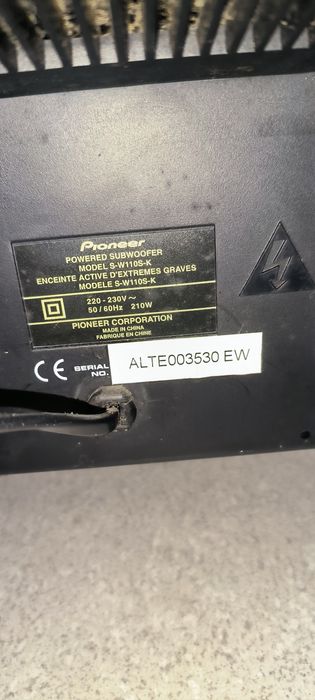 Pioneer
POWERED SUBWOOFER
MODEL S-W110S-K
ENCEINTE ACTIVE D'EXTREMES GRAVES
MODELE S-W110S-K
220 - 230V ~
50 / 60Hz 210W
PIONEER CORPORATION
MADE IN CHINA
FABRIQUE EN CHINE
CE SERIAL NO. ALTE003530 EW